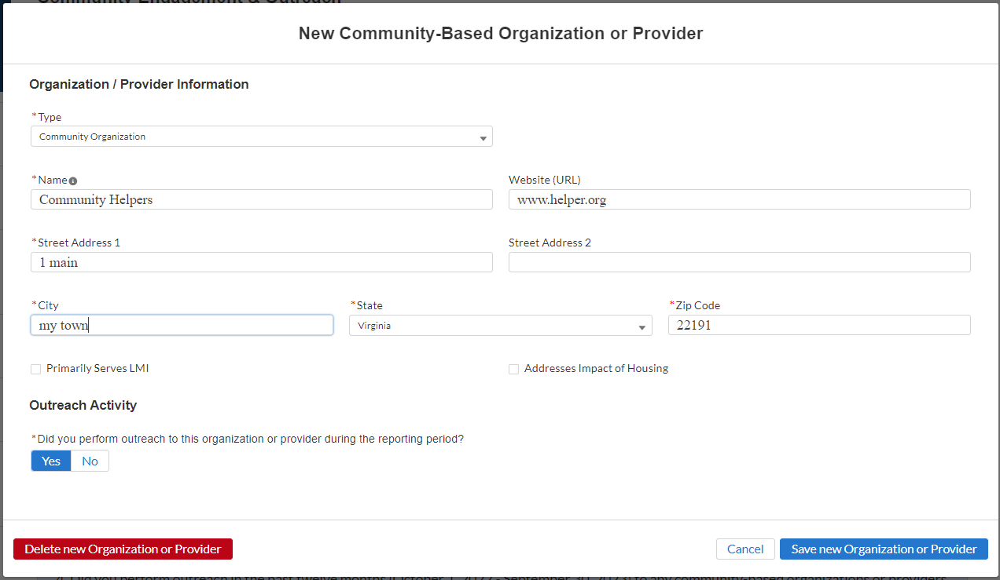 Community Engagement & Outreach
New Community-Based Organization or Provider
Organization / Provider Information
*Type
Community Organization
*Name
Website (URL)
Community Helpers
www.helper.org
*Street Address 1
Street Address 2
1 main
*City
*State
*Zip Code
my town
Virginia
22191
Primarily Serves LMI
Addresses Impact of Housing
Outreach Activity
*Did you perform outreach to this organization or provider during the reporting period?
Yes
No
Delete new Organization or Provider
Cancel
Save new Organization or Provider
4. Did you perform outreach in the past twelve months (October 1, 2022 - September 30, 2023) to any community-based organizations or providers